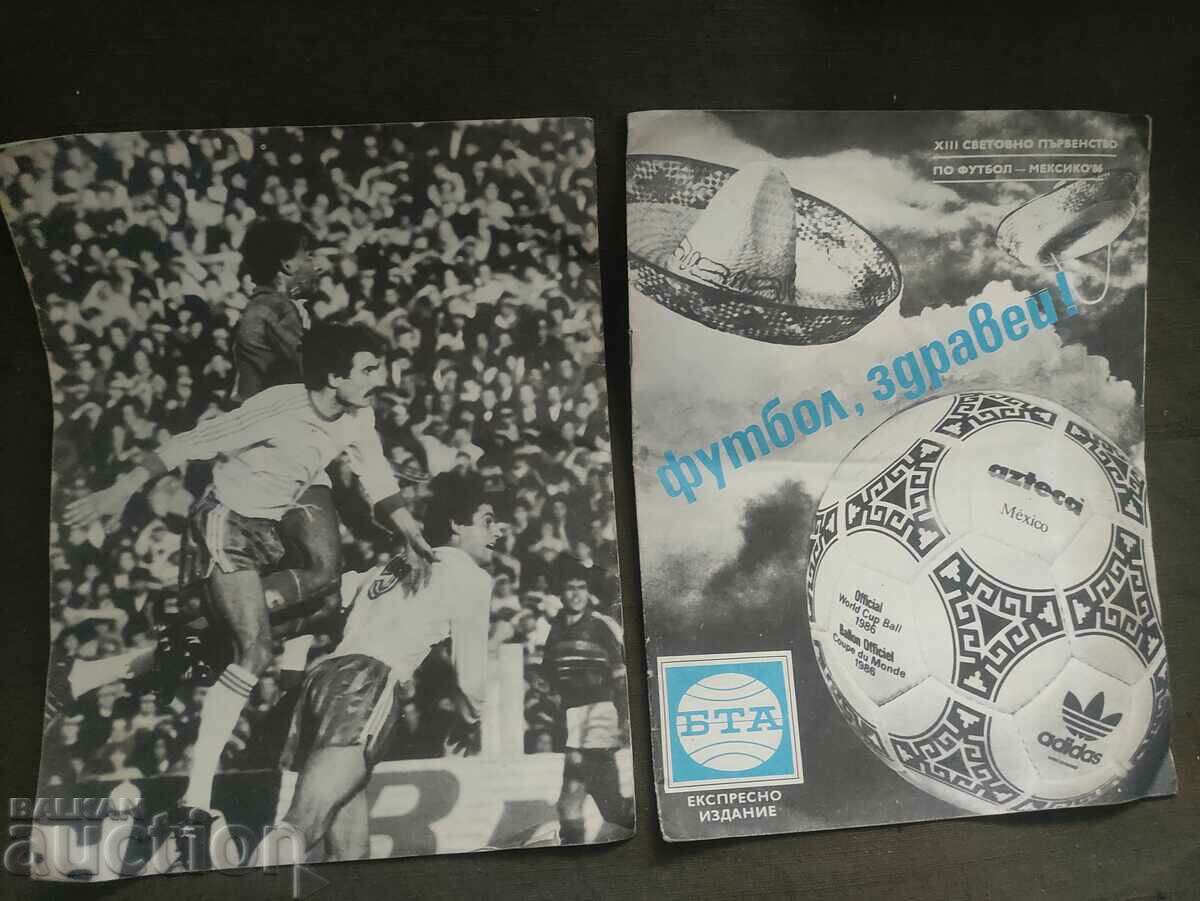 XIII СВЕТОВНО ПЪРВЕНСТВО
ПО ФУТБОЛ — МЕКСИКО'86
футбол, здравей!
azteca
México
Official
World Cup Ball
1986
Ballon Officiel
Coupe du Monde
1986
adidas
БТА
ЕКСПРЕСНО
ИЗДАНИЕ
BALKAN
auction